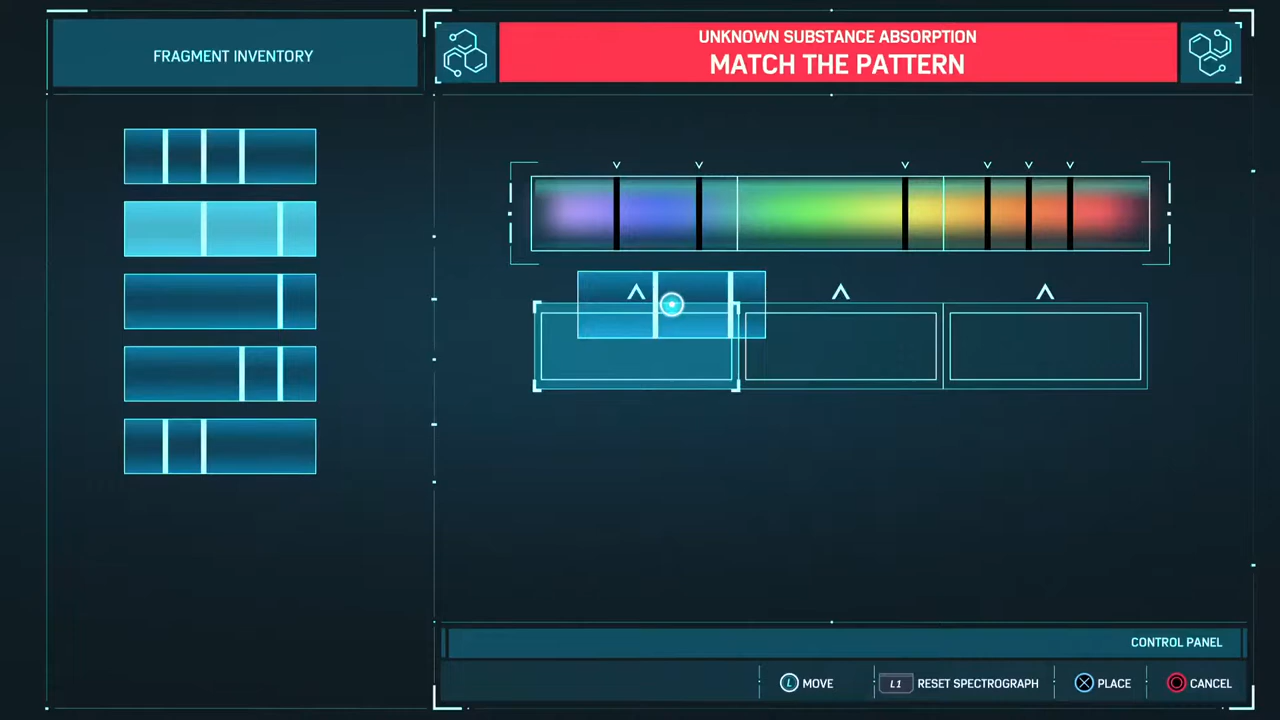 FRAGMENT INVENTORY
UNKNOWN SUBSTANCE ABSORPTION
MATCH THE PATTERN
CONTROL PANEL
L MOVE
L1 RESET SPECTROGRAPH
PLACE
CANCEL